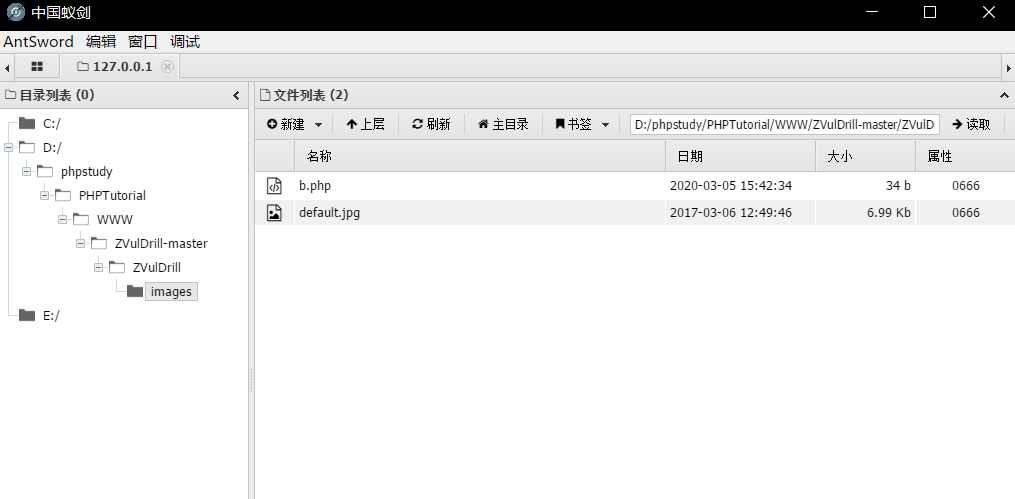 中国蚁剑
AntSword 编辑 窗口 调试
127.0.0.1
目录列表 (0)
C:/
D:/
phpstudy
PHPTutorial
WWW
ZVulDrill-master
ZVulDrill
images
E:/
文件列表 (2)
新建 上层 刷新 主目录 书签 D:/phpstudy/PHPTutorial/WWW/ZVulDrill-master/ZVulD 读取
名称 日期 大小 属性
b.php 2020-03-05 15:42:34 34 b 0666
default.jpg 2017-03-06 12:49:46 6.99 Kb 0666